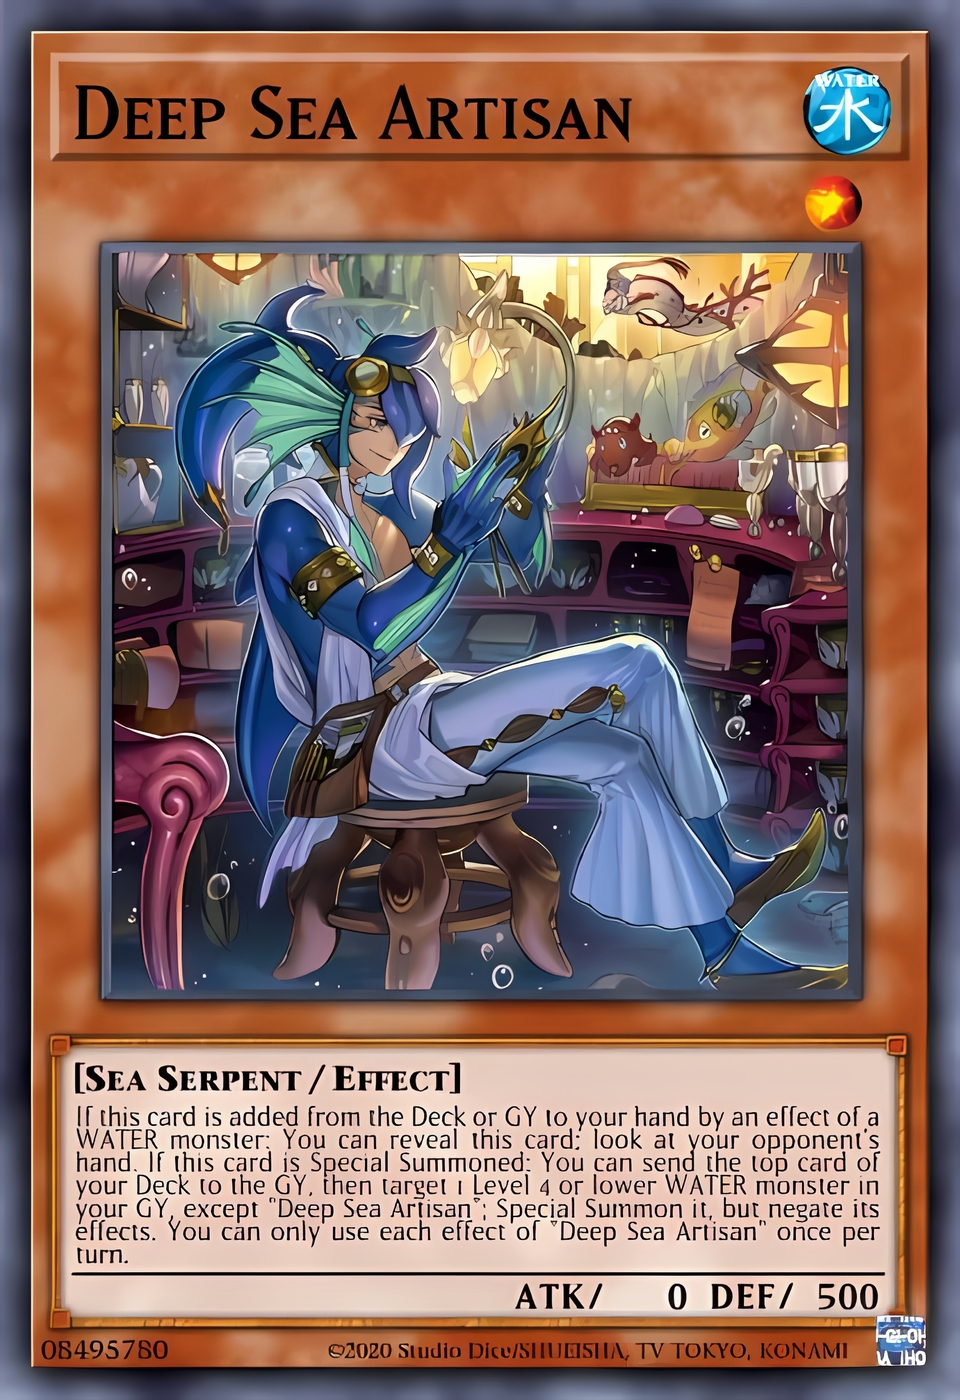 DEEP SEA ARTISAN
WATER
水
[SEA SERPENT / EFFECT]
If this card is added from the Deck or GY to your hand by an effect of a
WATER monster: You can reveal this card; look at your opponent's
hand. If this card is Special Summoned: You can send the top card of
your Deck to the GY, then target 1 Level 4 or lower WATER monster in
your GY, except "Deep Sea Artisan"; Special Summon it, but negate its
effects. You can only use each effect of "Deep Sea Artisan" once per
turn.
ATK/ 0 DEF/ 500
08495780
©2020 Studio Dice/SHUEISHA, TV TOKYO, KONAMI